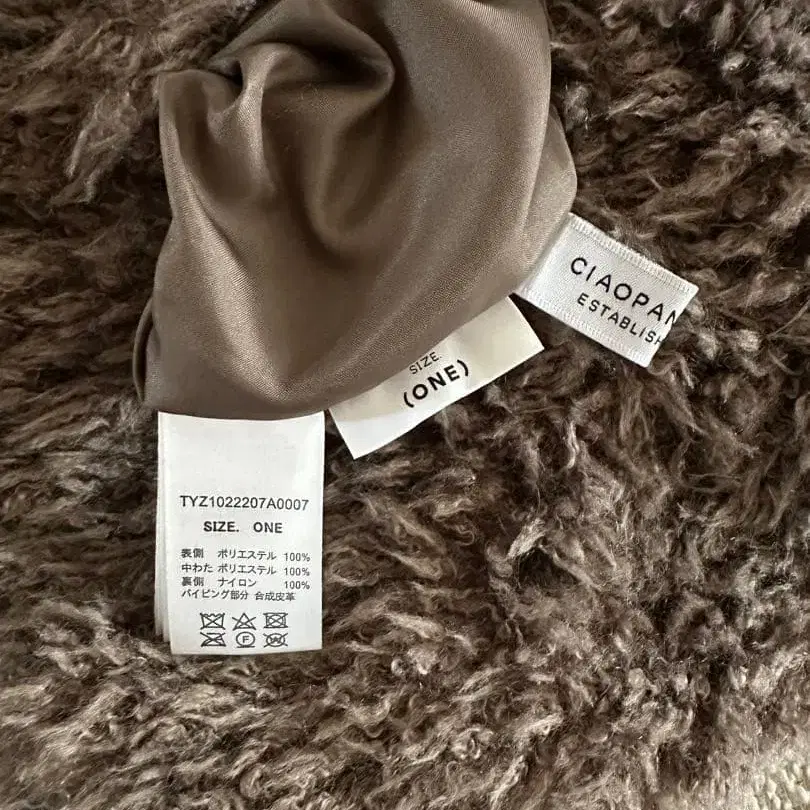 CIAOPAN
ESTABLISH
SIZE.
(ONE)
TYZ1022207A0007
SIZE. ONE
表側 ポリエステル 100%
中わた ポリエステル 100%
裏側 ナイロン 100%
パイピング部分 合成皮革
F
W